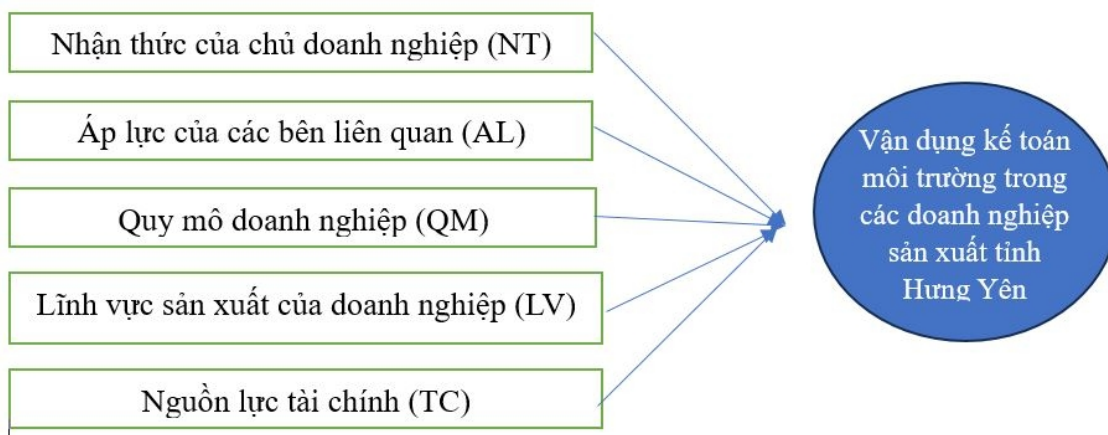 Nhận thức của chủ doanh nghiệp (NT)
Áp lực của các bên liên quan (AL)
Quy mô doanh nghiệp (QM)
Lĩnh vực sản xuất của doanh nghiệp (LV)
Nguồn lực tài chính (TC)
Vận dụng kế toán
môi trường trong
các doanh nghiệp
sản xuất tỉnh
Hưng Yên